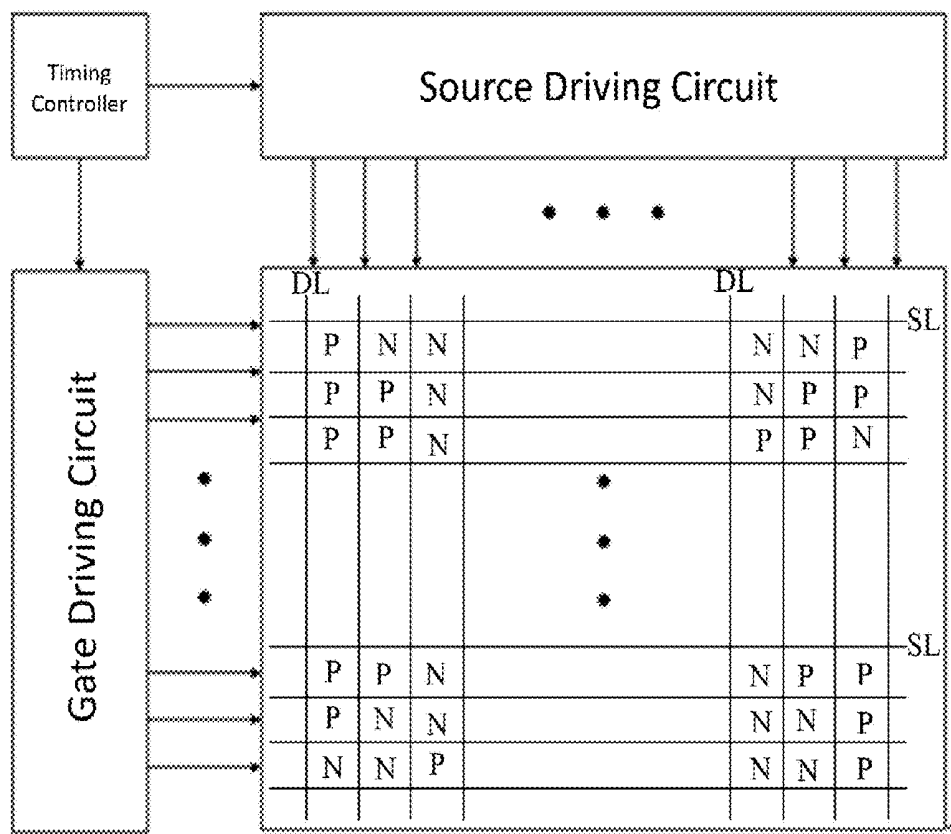 Timing
Controller
Source Driving Circuit
Gate Driving Circuit
DL DL
SL
P N N N N P
P P N N P P
P P N P P N
SL
P P N N P P
P N N N N P
N N P N N P